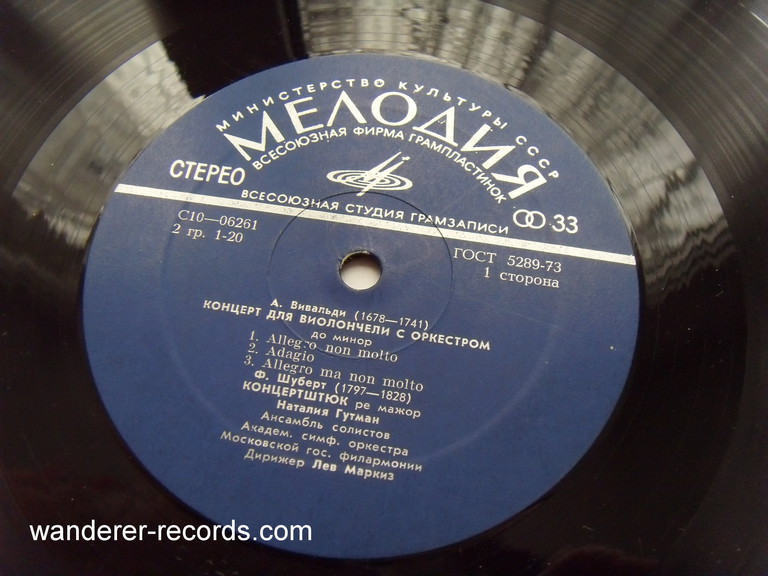 МИНИСТЕРСТВО КУЛЬТУРЫ СССР
МЕЛОДИЯ
ВСЕСОЮЗНАЯ ФИРМА ГРАМПЛАСТИНОК
СТЕРЕО
33
ВСЕСОЮЗНАЯ СТУДИЯ ГРАМЗАПИСИ
С10—06261
2 гр. 1-20
ГОСТ 5289-73
1 сторона
А. Вивальди (1678—1741)
КОНЦЕРТ ДЛЯ ВИОЛОНЧЕЛИ С ОРКЕСТРОМ
до минор
1. Allegro non molto
2. Adagio
3. Allegro ma non molto
Ф. Шуберт (1797—1828)
КОНЦЕРТШТЮК ре мажор
Наталия Гутман
Ансамбль солистов
Академ. симф. оркестра
Московской гос. филармонии
Дирижер Лев Маркиз
wanderer-records.com